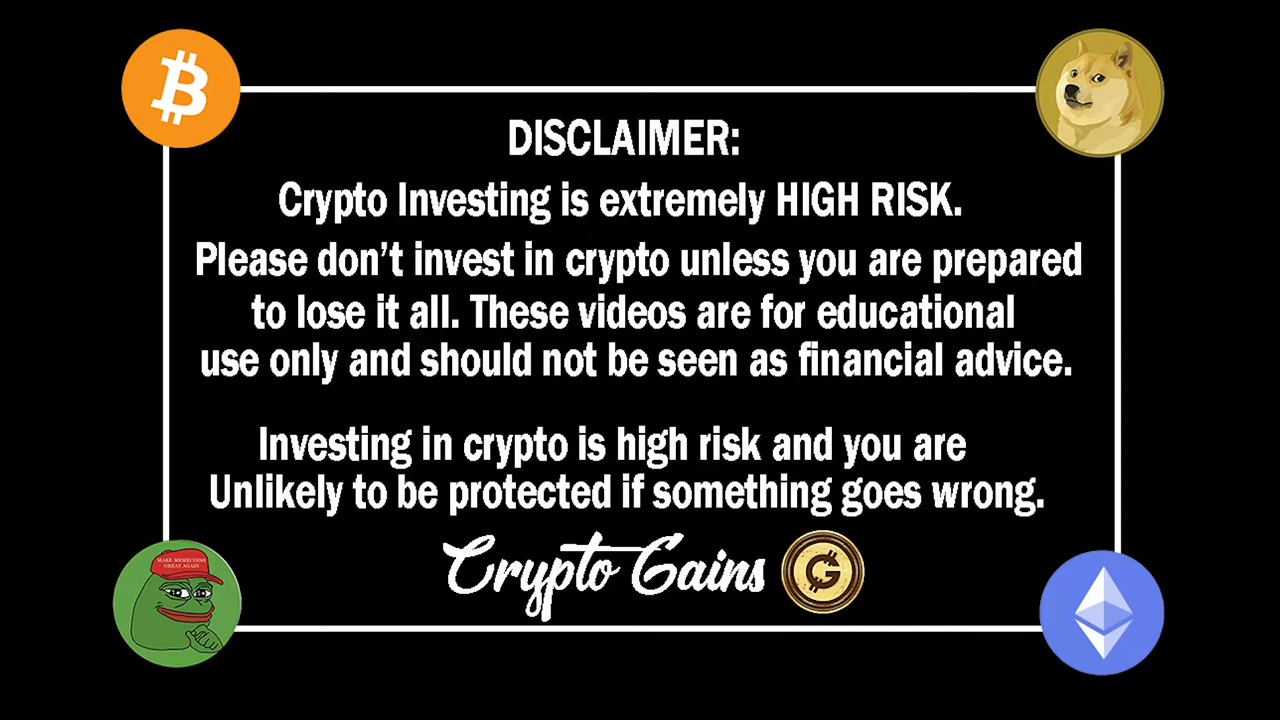 DISCLAIMER:
Crypto Investing is extremely HIGH RISK.
Please don't invest in crypto unless you are prepared
to lose it all. These videos are for educational
use only and should not be seen as financial advice.
Investing in crypto is high risk and you are
Unlikely to be protected if something goes wrong.
Crypto Gains
MAKE MEMECOINS
GREAT AGAIN